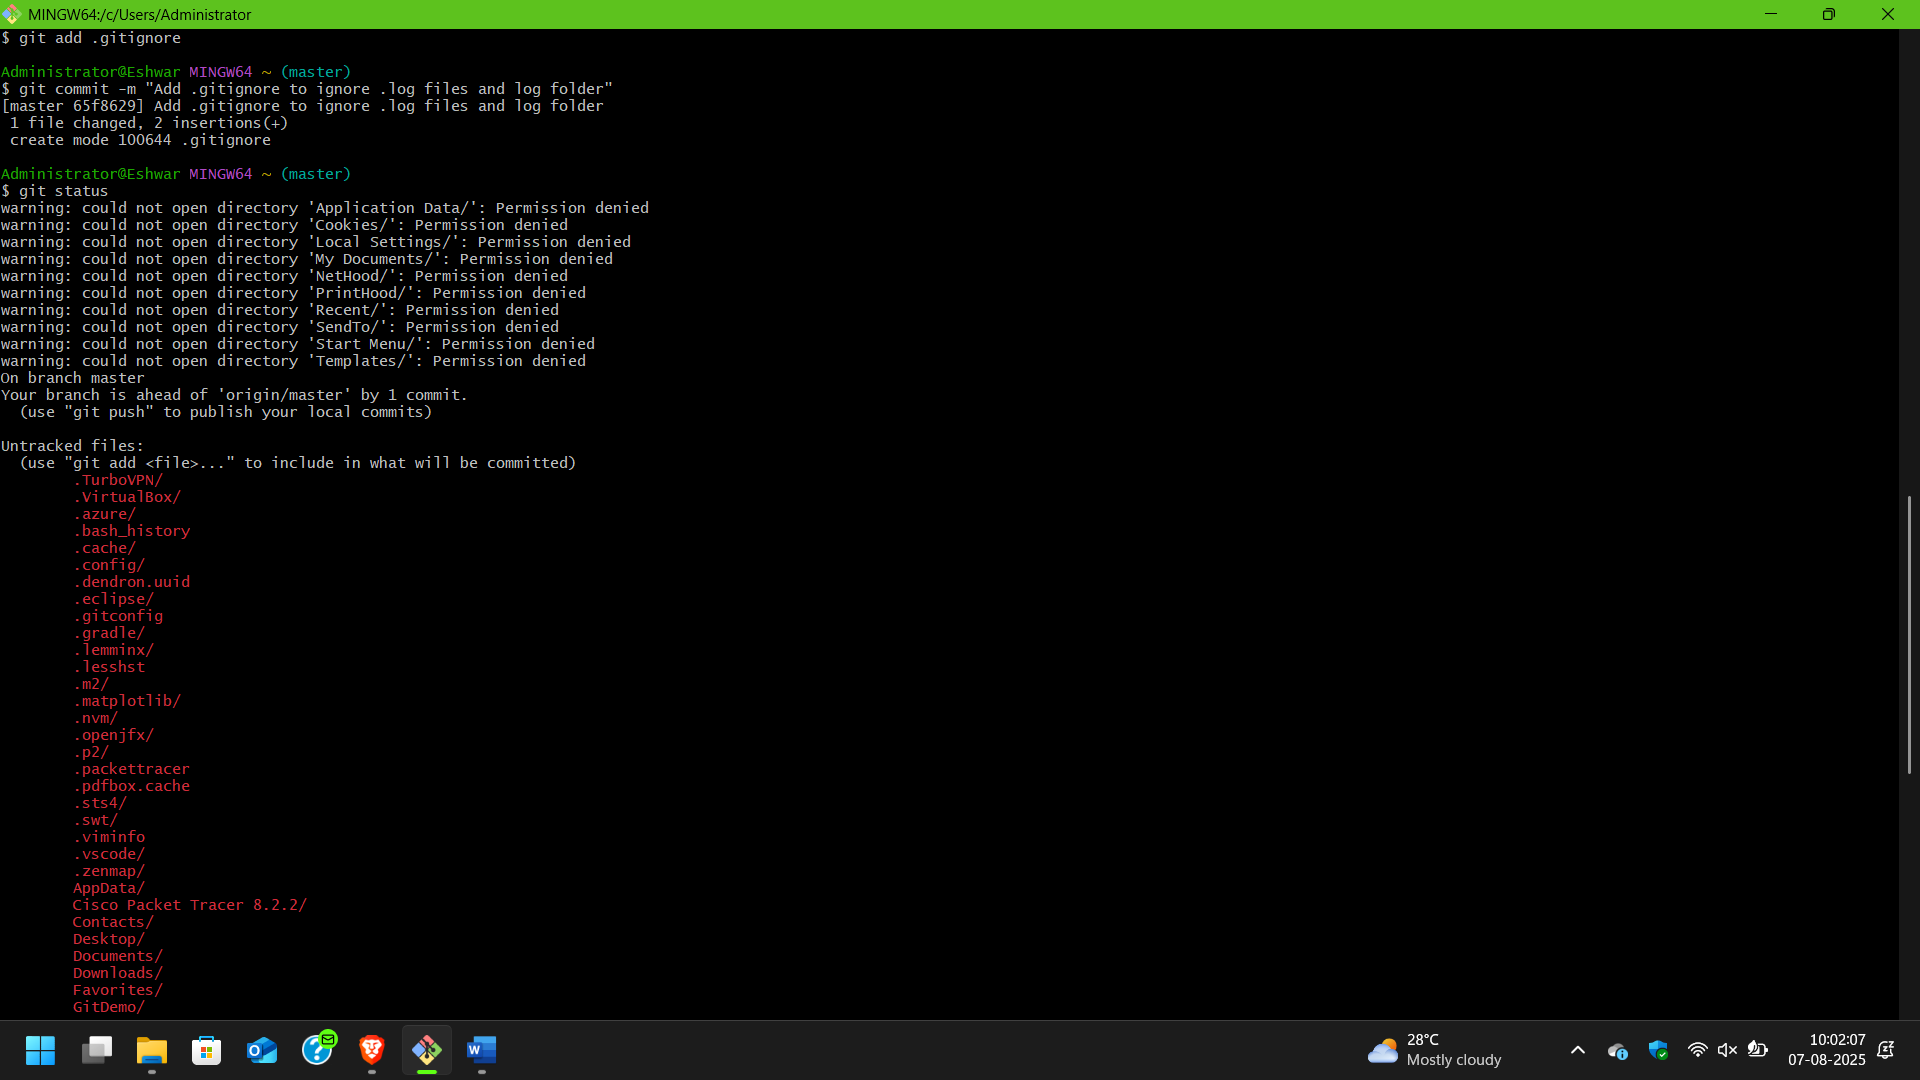 MINGW64:/c/Users/Administrator
$ git add .gitignore
Administrator@Eshwar MINGW64 ~ (master)
$ git commit -m "Add .gitignore to ignore .log files and log folder"
[master 65f8629] Add .gitignore to ignore .log files and log folder
 1 file changed, 2 insertions(+)
 create mode 100644 .gitignore
Administrator@Eshwar MINGW64 ~ (master)
$ git status
warning: could not open directory 'Application Data/': Permission denied
warning: could not open directory 'Cookies/': Permission denied
warning: could not open directory 'Local Settings/': Permission denied
warning: could not open directory 'My Documents/': Permission denied
warning: could not open directory 'NetHood/': Permission denied
warning: could not open directory 'PrintHood/': Permission denied
warning: could not open directory 'Recent/': Permission denied
warning: could not open directory 'SendTo/': Permission denied
warning: could not open directory 'Start Menu/': Permission denied
warning: could not open directory 'Templates/': Permission denied
On branch master
Your branch is ahead of 'origin/master' by 1 commit.
  (use "git push" to publish your local commits)
Untracked files:
  (use "git add <file>..." to include in what will be committed)
        .TurboVPN/
        .VirtualBox/
        .azure/
        .bash_history
        .cache/
        .config/
        .dendron.uuid
        .eclipse/
        .gitconfig
        .gradle/
        .lemminx/
        .lesshst
        .m2/
        .matplotlib/
        .nvm/
        .openjfx/
        .p2/
        .packettracer
        .pdfbox.cache
        .sts4/
        .swt/
        .viminfo
        .vscode/
        .zenmap/
        AppData/
        Cisco Packet Tracer 8.2.2/
        Contacts/
        Desktop/
        Documents/
        Downloads/
        Favorites/
        GitDemo/
28°C
Mostly cloudy
10:02:07
07-08-2025